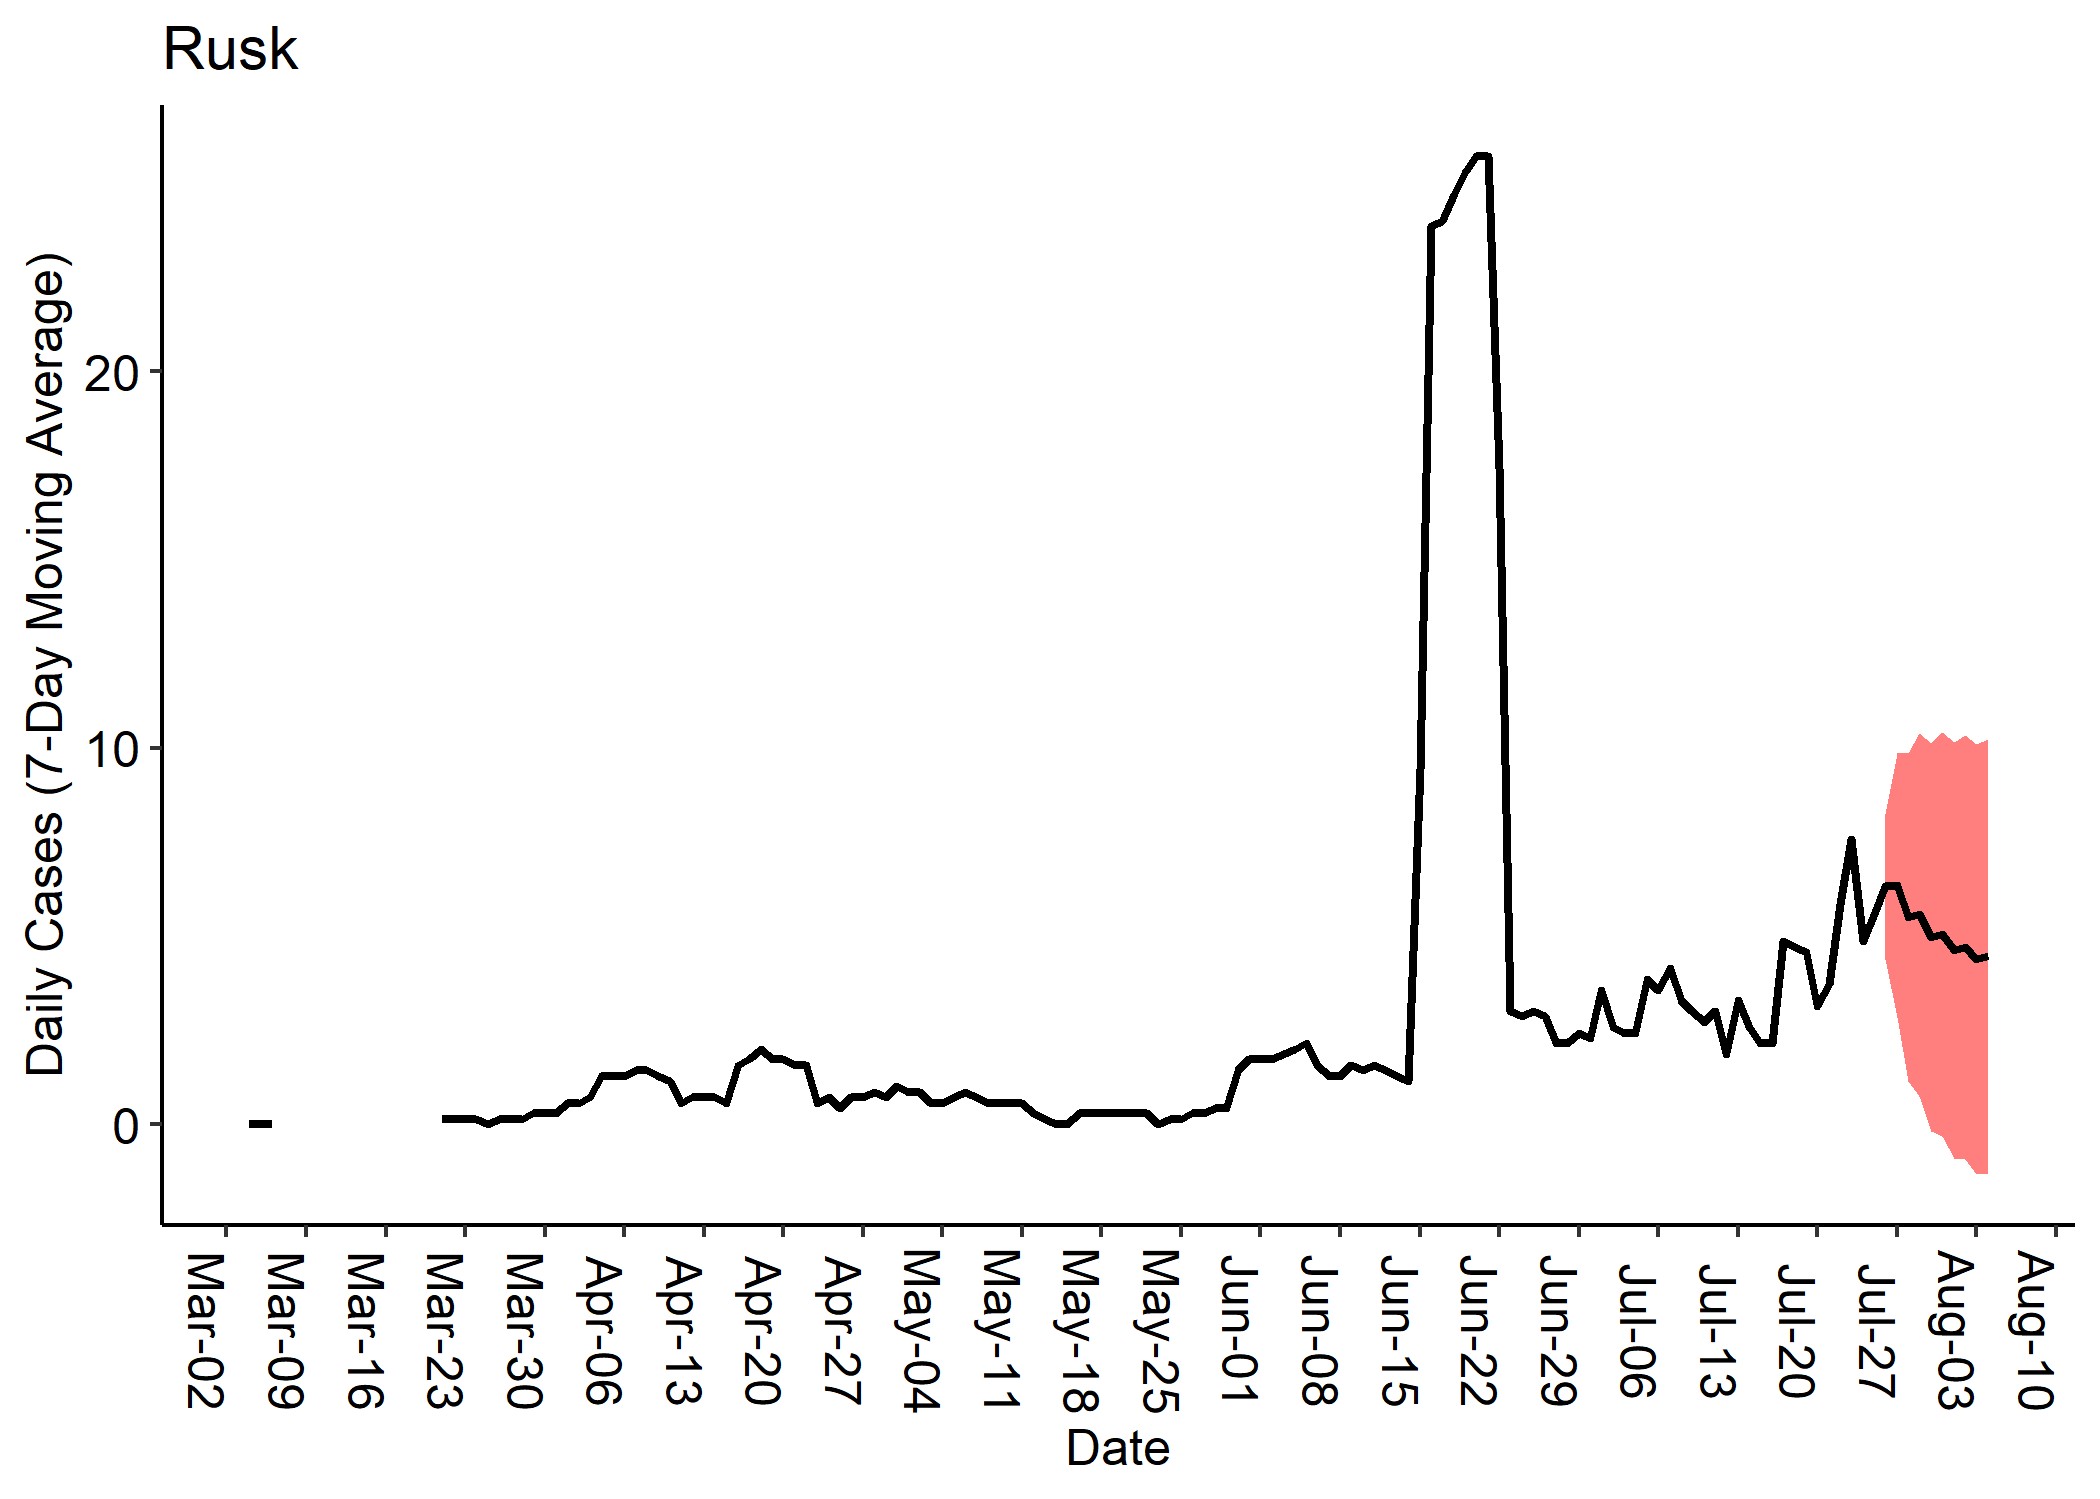 Rusk
Daily Cases (7-Day Moving Average)
20
10
0
Mar-02
Mar-09
Mar-16
Mar-23
Mar-30
Apr-06
Apr-13
Apr-20
Apr-27
May-04
May-11
May-18
May-25
Jun-01
Jun-08
Jun-15
Jun-22
Jun-29
Jul-06
Jul-13
Jul-20
Jul-27
Aug-03
Aug-10
Date